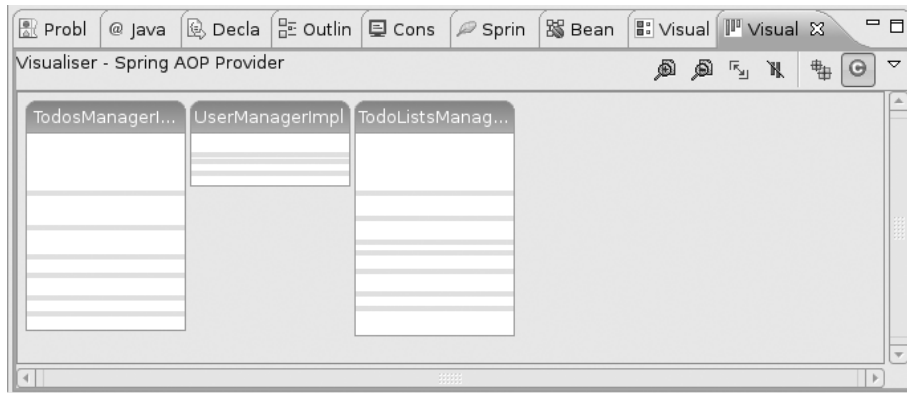 Probl @ Java Decla Outlin Cons Sprin Bean Visual Visual
Visualiser - Spring AOP Provider
TodosManagerI... UserManagerImpl TodoListsManag...